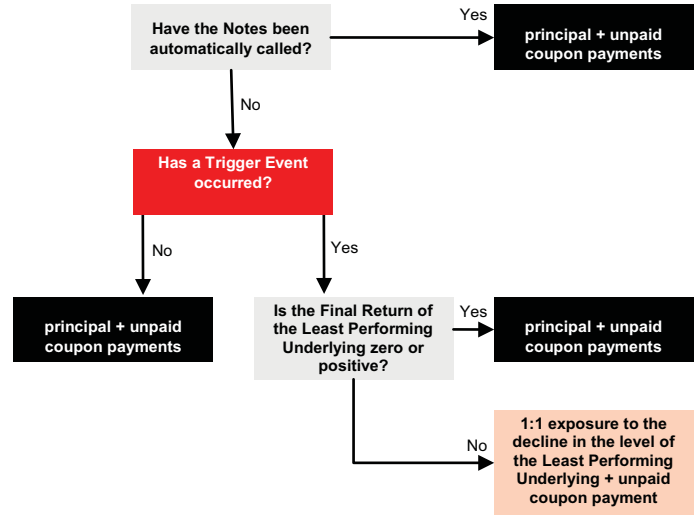 Have the Notes been
automatically called?
Yes
principal + unpaid
coupon payments
No
Has a Trigger Event
occurred?
No
Yes
principal + unpaid
coupon payments
Is the Final Return of
the Least Performing
Underlying zero or
positive?
Yes
principal + unpaid
coupon payments
No
1:1 exposure to the
decline in the level of
the Least Performing
Underlying + unpaid
coupon payment